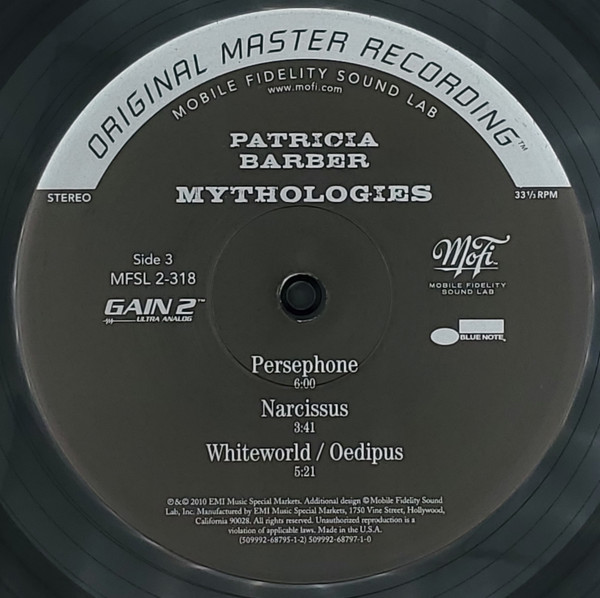 ORIGINAL MASTER RECORDING™
MOBILE FIDELITY SOUND LAB
www.mofi.com
PATRICIA
BARBER
MYTHOLOGIES
STEREO
33⅓ RPM
Side 3
MFSL 2-318
GAIN 2™
ULTRA ANALOG
MoFi™
MOBILE FIDELITY
SOUND LAB
BLUE NOTE
Persephone
6:00
Narcissus
3:41
Whiteworld / Oedipus
5:21
℗&© 2010 EMI Music Special Markets. Additional design ©Mobile Fidelity Sound
Lab, Inc. Manufactured by EMI Music Special Markets, 1750 Vine Street, Hollywood,
California 90028. All rights reserved. Unauthorized reproduction is a
violation of applicable laws. Made in the U.S.A.
(509992-68795-1-2) 509992-68797-1-0